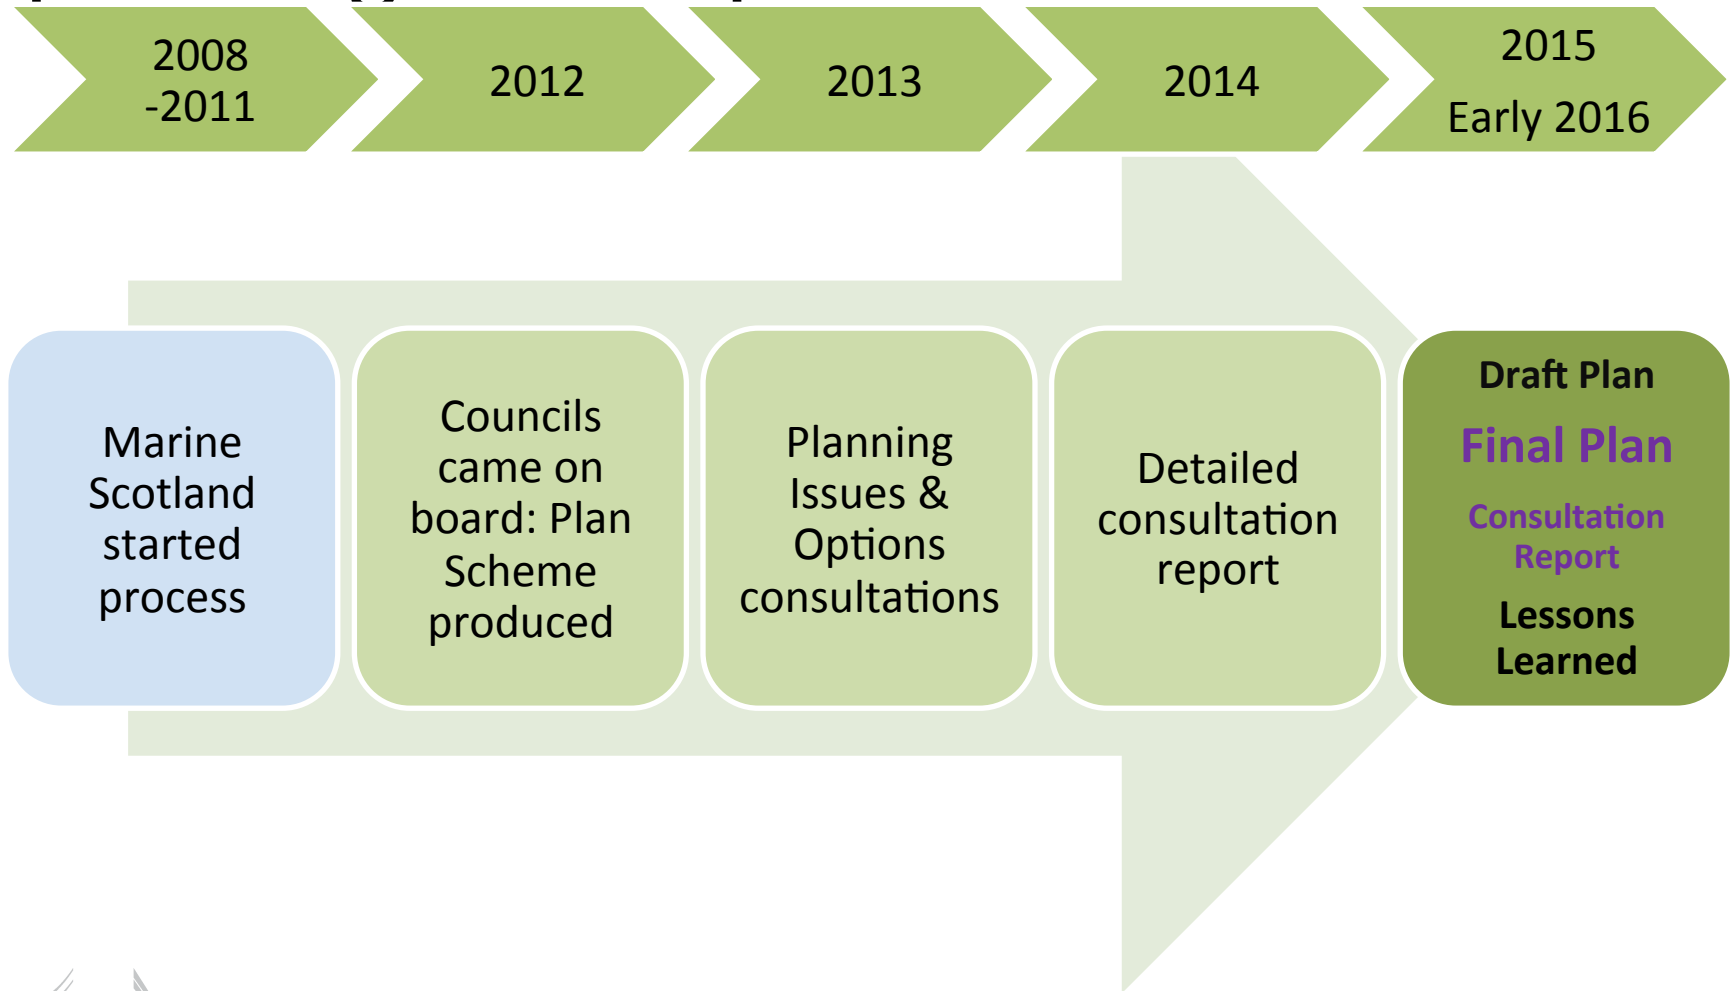 2008
-2011
2012
2013
2014
2015
Early 2016
Marine
Scotland
started
process
Councils
came on
board: Plan
Scheme
produced
Planning
Issues &
Options
consultations
Detailed
consultation
report
Draft Plan
Final Plan
Consultation
Report
Lessons
Learned